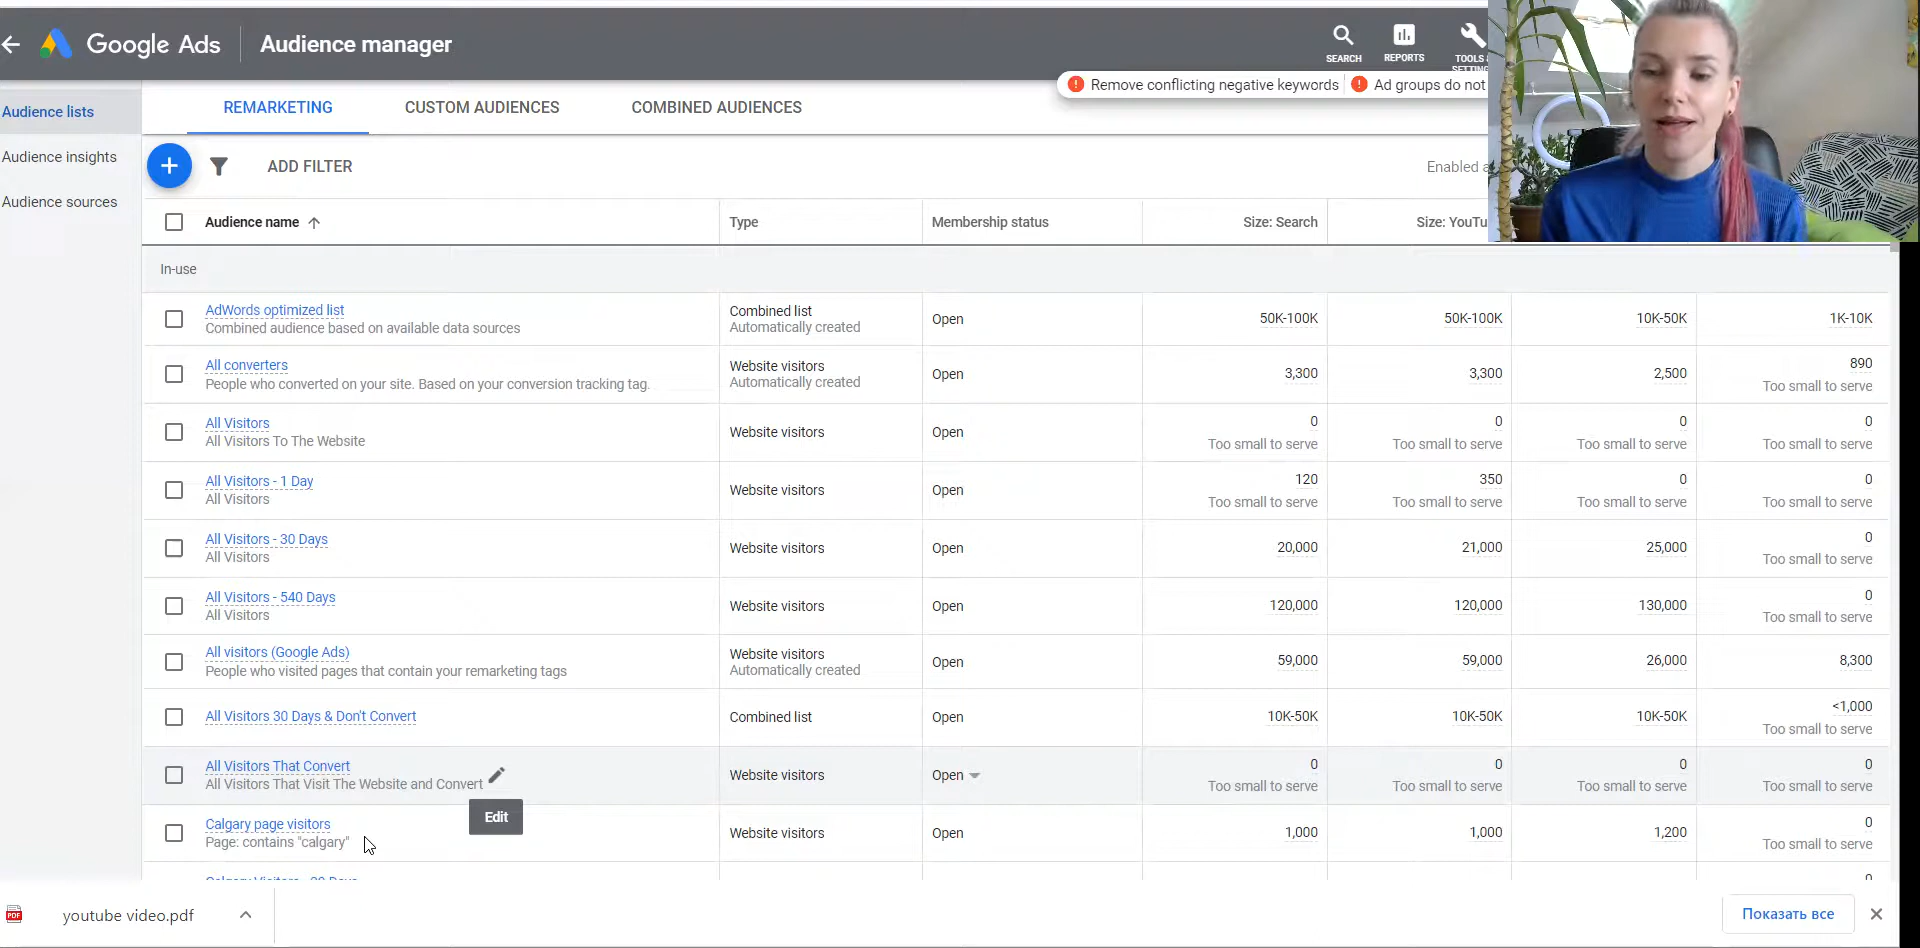 Google Ads Audience manager
SEARCH
REPORTS
TOOLS &
SETTINGS
Remove conflicting negative keywords Ad groups do not
Audience lists
Audience insights
Audience sources
REMARKETING CUSTOM AUDIENCES COMBINED AUDIENCES
ADD FILTER
Enabled a
Audience name Type Membership status Size: Search Size: YouTu
In-use
AdWords optimized list
Combined audience based on available data sources
Combined list
Automatically created
Open 50K-100K 50K-100K 10K-50K 1K-10K
All converters
People who converted on your site. Based on your conversion tracking tag.
Website visitors
Automatically created
Open 3,300 3,300 2,500 890
Too small to serve
All Visitors
All Visitors To The Website
Website visitors Open 0 0 0 0
Too small to serve Too small to serve Too small to serve Too small to serve
All Visitors - 1 Day
All Visitors
Website visitors Open 120 350 0 0
Too small to serve Too small to serve Too small to serve Too small to serve
All Visitors - 30 Days
All Visitors
Website visitors Open 20,000 21,000 25,000 0
Too small to serve
All Visitors - 540 Days
All Visitors
Website visitors Open 120,000 120,000 130,000 0
Too small to serve
All visitors (Google Ads)
People who visited pages that contain your remarketing tags
Website visitors
Automatically created
Open 59,000 59,000 26,000 8,300
All Visitors 30 Days & Don't Convert
Combined list Open 10K-50K 10K-50K 10K-50K <1,000
Too small to serve
All Visitors That Convert
All Visitors That Visit The Website and Convert
Website visitors Open 0 0 0 0
Too small to serve Too small to serve Too small to serve Too small to serve
Edit
Calgary page visitors
Page: contains "calgary"
Website visitors Open 1,000 1,000 1,200 0
Too small to serve
Calgary Visitors - 30 Days 0
PDF youtube video.pdf
Показать все